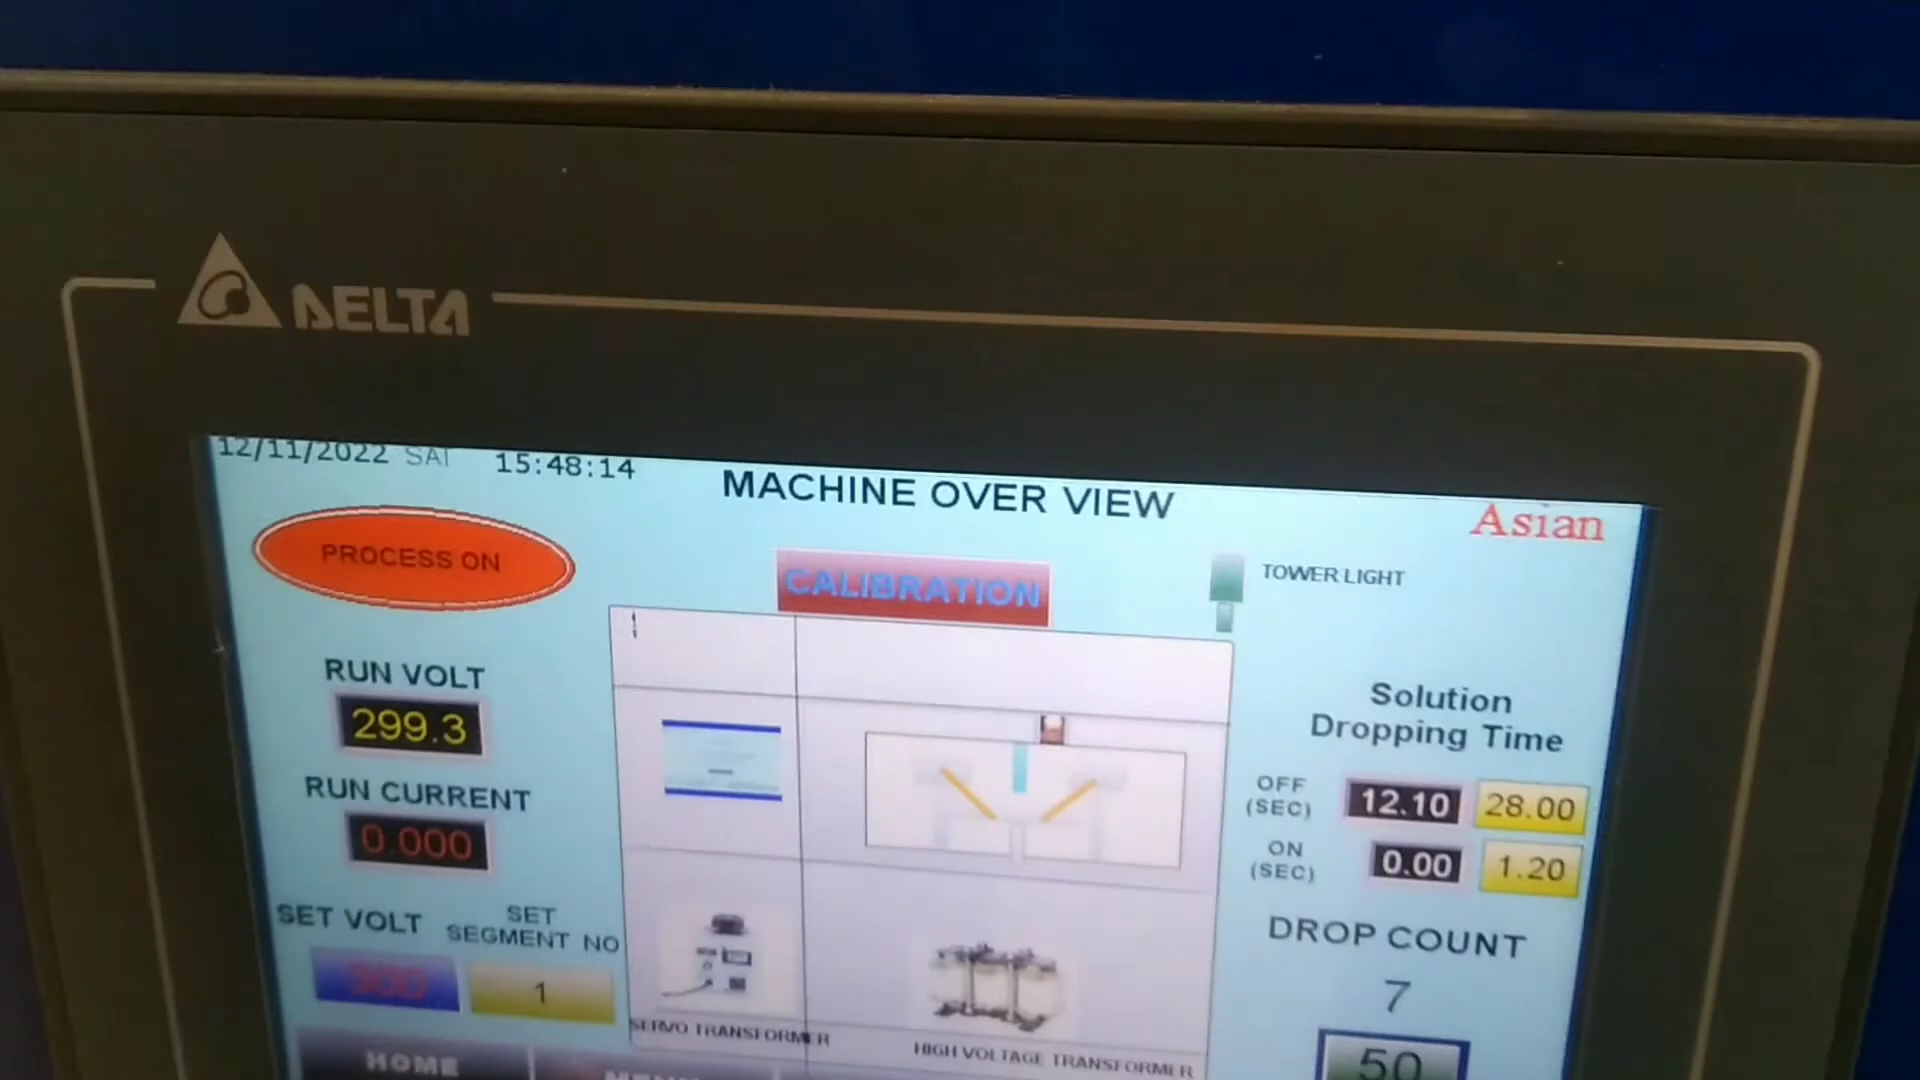 DELTA
12/11/2022 SAT 15:48:14
MACHINE OVER VIEW
Asian
PROCESS ON
CALIBRATION
TOWER LIGHT
RUN VOLT
299.3
RUN CURRENT
0.000
SET VOLT
300
SET
SEGMENT NO
1
Solution
Dropping Time
OFF
(SEC)
12.10
28.00
ON
(SEC)
0.00
1.20
DROP COUNT
7
50
SERVO TRANSFORMER
HIGH VOLTAGE TRANSFORMER
HOME